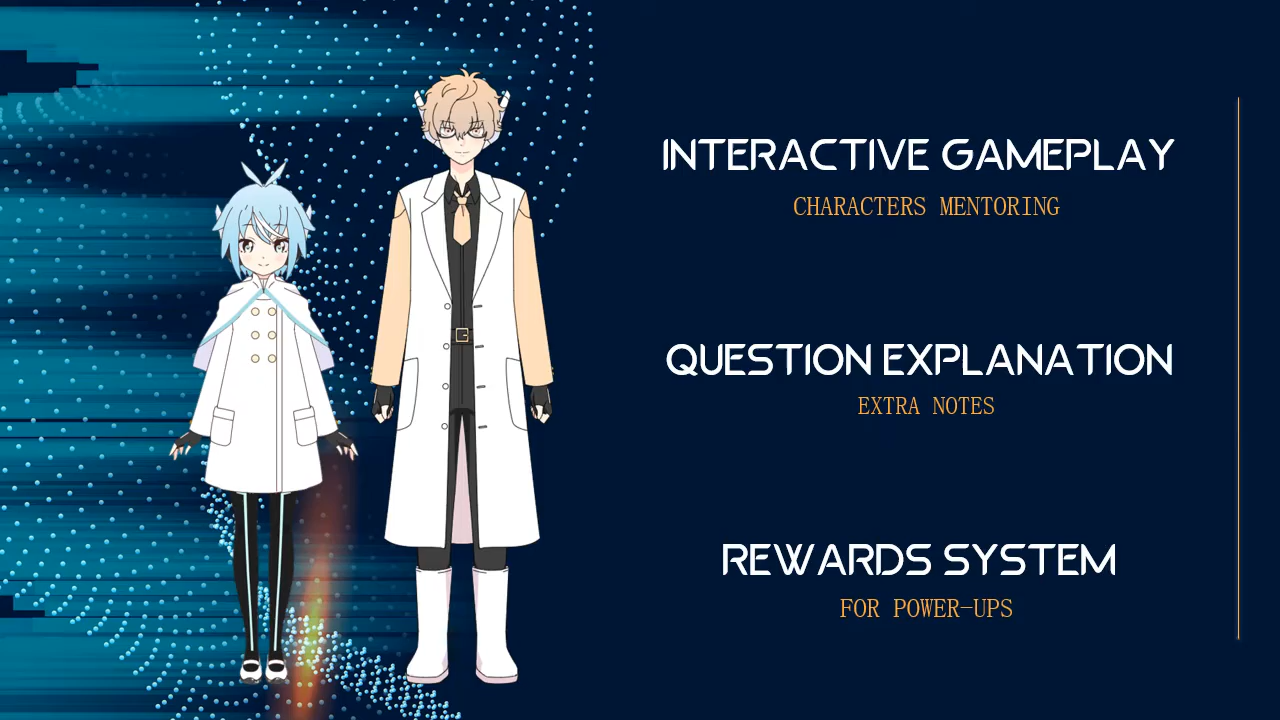 INTERACTIVE GAMEPLAY
CHARACTERS MENTORING
QUESTION EXPLANATION
EXTRA NOTES
REWARDS SYSTEM
FOR POWER-UPS